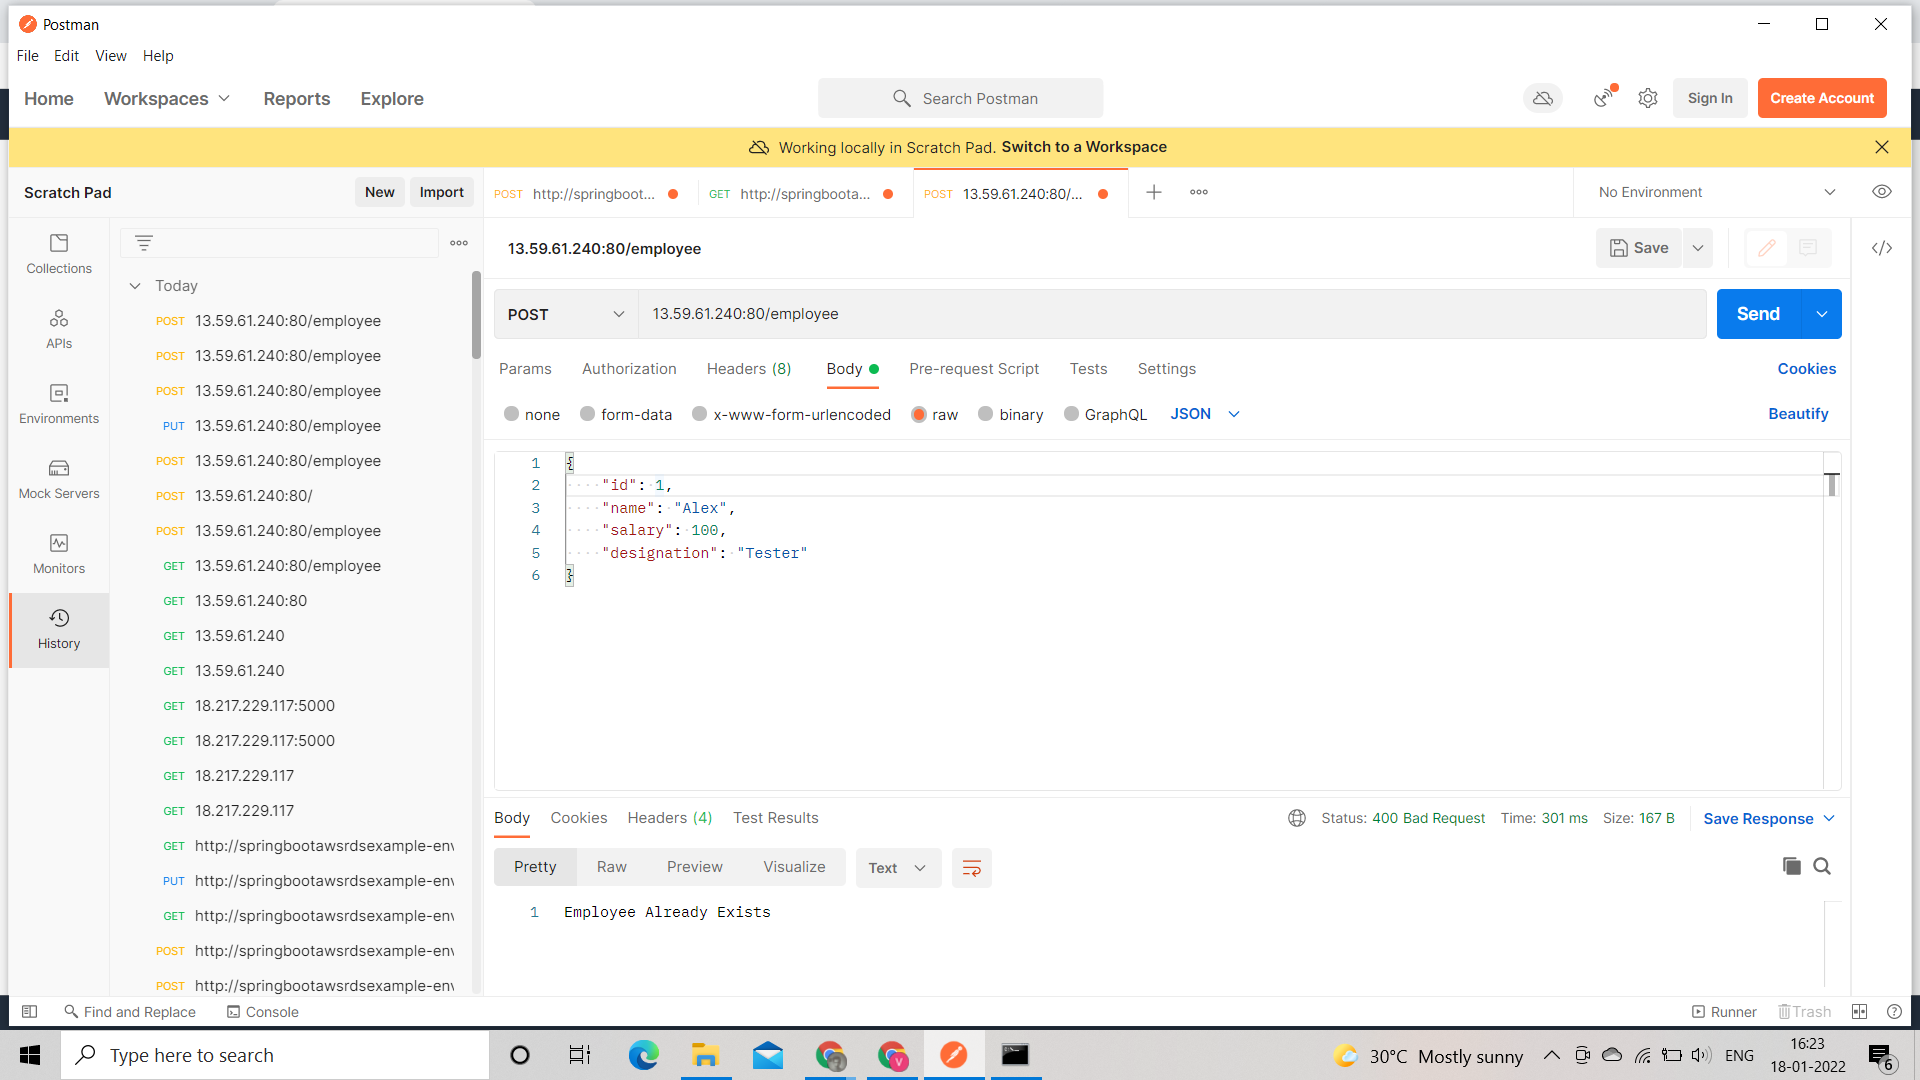 Postman
File Edit View Help
Home Workspaces Reports Explore Search Postman Sign In Create Account
Working locally in Scratch Pad. Switch to a Workspace
Scratch Pad New Import
POST http://springboot... GET http://springboota... POST 13.59.61.240:80/... No Environment
Collections
APIs
Environments
Mock Servers
Monitors
History
Today
POST 13.59.61.240:80/employee
POST 13.59.61.240:80/employee
POST 13.59.61.240:80/employee
PUT 13.59.61.240:80/employee
POST 13.59.61.240:80/employee
POST 13.59.61.240:80/
POST 13.59.61.240:80/employee
GET 13.59.61.240:80/employee
GET 13.59.61.240:80
GET 13.59.61.240
GET 13.59.61.240
GET 18.217.229.117:5000
GET 18.217.229.117:5000
GET 18.217.229.117
GET 18.217.229.117
GET http://springbootawsrdsexample-env
PUT http://springbootawsrdsexample-env
GET http://springbootawsrdsexample-env
POST http://springbootawsrdsexample-env
POST http://springbootawsrdsexample-env
13.59.61.240:80/employee Save
POST 13.59.61.240:80/employee Send
Params Authorization Headers (8) Body Pre-request Script Tests Settings Cookies
none form-data x-www-form-urlencoded raw binary GraphQL JSON Beautify
1 {
2 "id": 1,
3 "name": "Alex",
4 "salary": 100,
5 "designation": "Tester"
6 }
Body Cookies Headers (4) Test Results Status: 400 Bad Request Time: 301 ms Size: 167 B Save Response
Pretty Raw Preview Visualize Text
1 Employee Already Exists
Find and Replace Console Runner Trash
Type here to search 30°C Mostly sunny ENG 16:23
18-01-2022 6